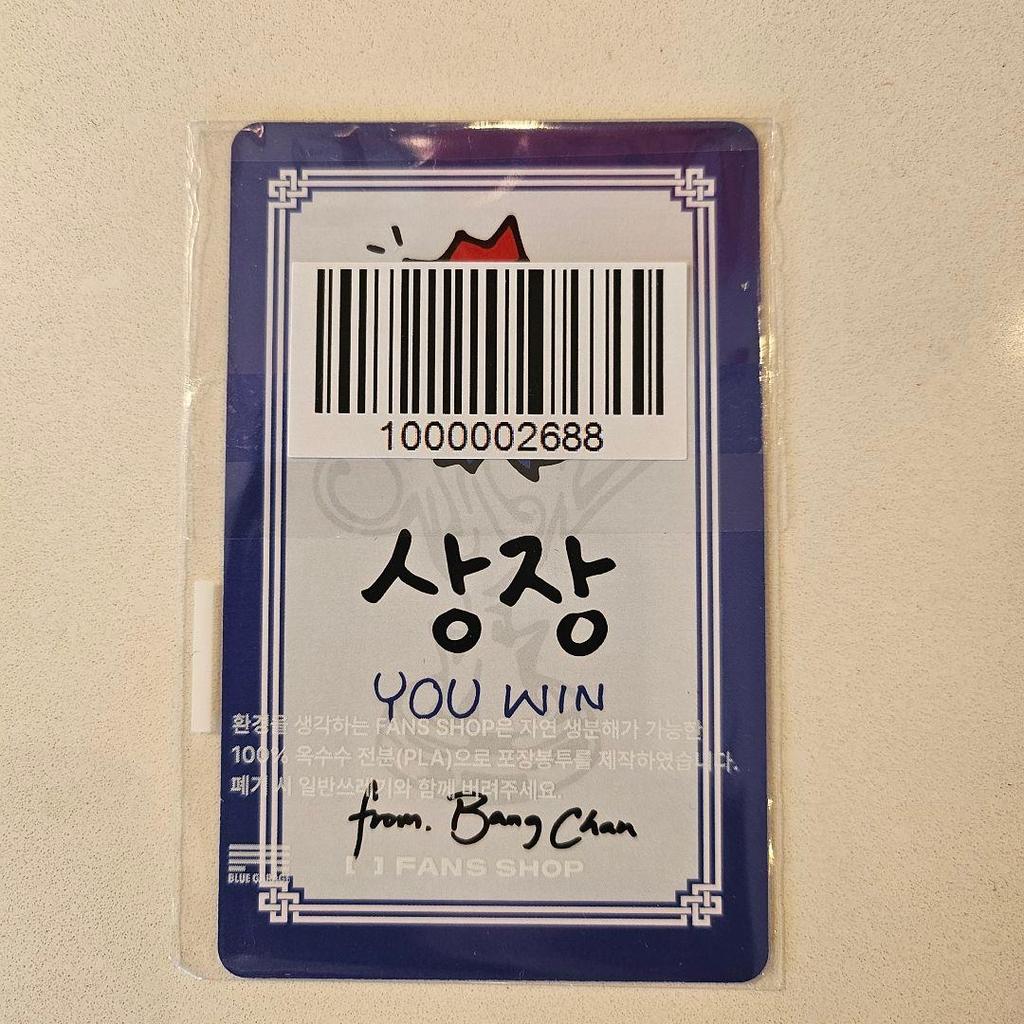 1000002688
상장
YOU WIN
환경을 생각하는 FANS SHOP은 자연 생분해가 가능한
100% 옥수수 전분(PLA)으로 포장봉투를 제작하였습니다.
폐기 시 일반쓰레기와 함께 버려주세요.
from. Bang Chan
[ ] FANS SHOP
BLUE GARAGE